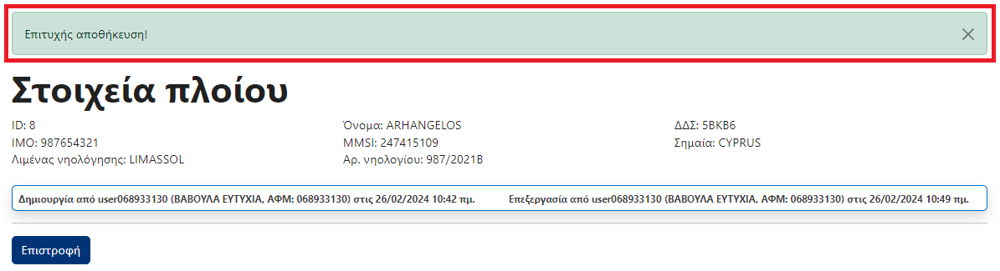 Επιτυχής αποθήκευση!
Στοιχεία πλοίου
ID: 8 Όνομα: ARHANGELOS ΔΔΣ: 5BKB6
IMO: 987654321 MMSI: 247415109 Σημαία: CYPRUS
Λιμένας νηολόγησης: LIMASSOL Αρ. νηολογίου: 987/2021Β
Δημιουργία από user068933130 (ΒΑΒΟΥΛΑ ΕΥΤΥΧΙΑ, ΑΦΜ: 068933130) στις 26/02/2024 10:42 πμ. Επεξεργασία από user068933130 (ΒΑΒΟΥΛΑ ΕΥΤΥΧΙΑ, ΑΦΜ: 068933130) στις 26/02/2024 10:49 πμ.
Επιστροφή